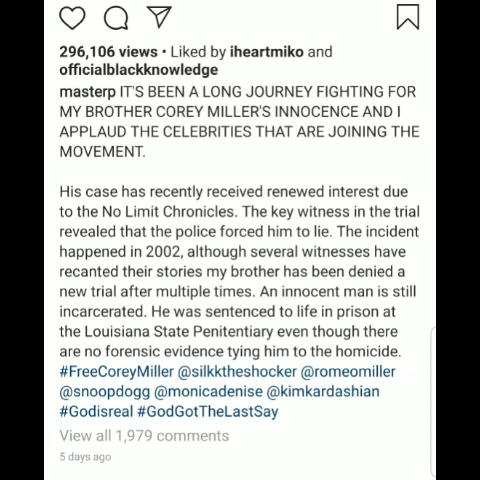 296,106 views • Liked by iheartmiko and
officialblackknowledge
masterp IT'S BEEN A LONG JOURNEY FIGHTING FOR
MY BROTHER COREY MILLER'S INNOCENCE AND I
APPLAUD THE CELEBRITIES THAT ARE JOINING THE
MOVEMENT.
His case has recently received renewed interest due
to the No Limit Chronicles. The key witness in the trial
revealed that the police forced him to lie. The incident
happened in 2002, although several witnesses have
recanted their stories my brother has been denied a
new trial after multiple times. An innocent man is still
incarcerated. He was sentenced to life in prison at
the Louisiana State Penitentiary even though there
are no forensic evidence tying him to the homicide.
#FreeCoreyMiller @silkktheshocker @romeomiller
@snoopdogg @monicadenise @kimkardashian
#Godisreal #GodGotTheLastSay
View all 1,979 comments
5 days ago